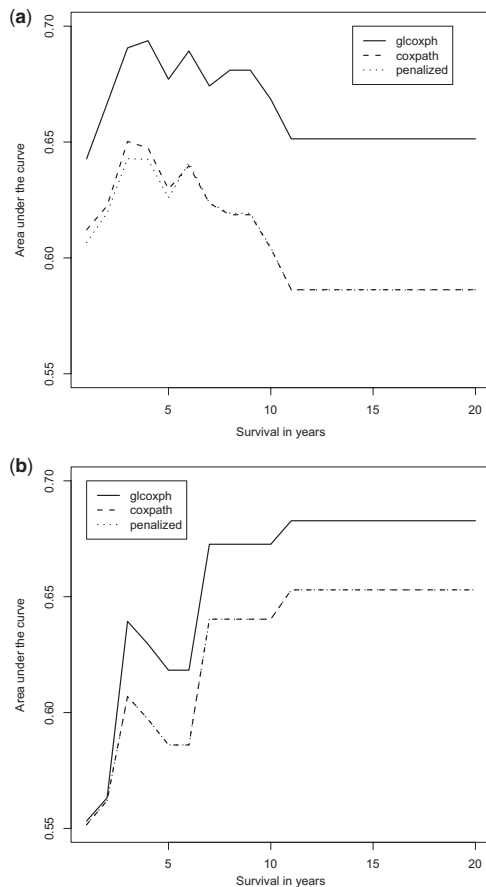 (a)
0.70
0.65
0.60
0.55
Area under the curve
glcoxph
coxpath
penalized
5
10
15
20
Survival in years
(b)
0.70
0.65
0.60
0.55
Area under the curve
glcoxph
coxpath
penalized
5
10
15
20
Survival in years